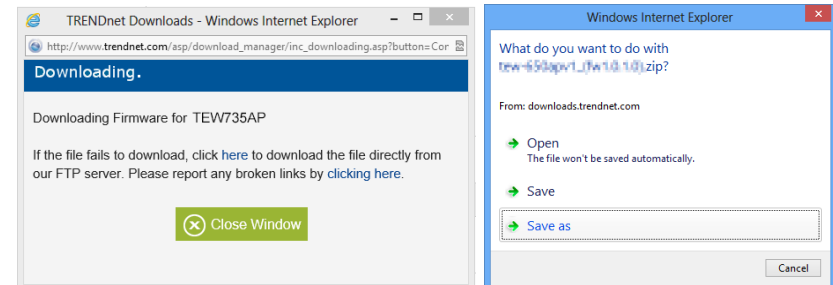 TRENDnet Downloads - Windows Internet Explorer
http://www.trendnet.com/asp/download_manager/inc_downloading.asp?button=Cor
Downloading.
Downloading Firmware for TEW735AP
If the file fails to download, click here to download the file directly from
our FTP server. Please report any broken links by clicking here.
Close Window
Windows Internet Explorer
What do you want to do with
.zip?
From: downloads.trendnet.com
Open
The file won't be saved automatically.
Save
Save as
Cancel